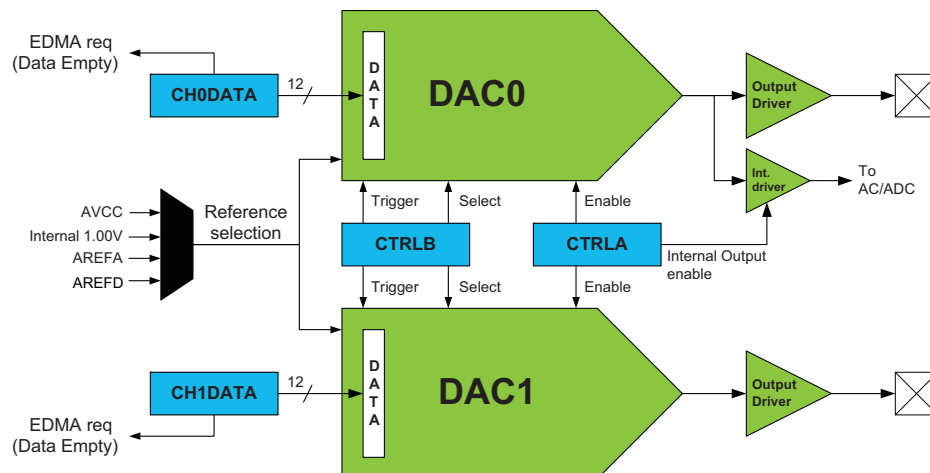 EDMA req
(Data Empty)
CH0DATA
12
D
A
T
A
DAC0
Output
Driver
Int.
driver
To
AC/ADC
AVCC
Internal 1.00V
AREFA
AREFD
Reference
selection
Trigger
Select
Enable
CTRLB
CTRLA
Internal Output
enable
Trigger
Select
Enable
CH1DATA
12
D
A
T
A
DAC1
Output
Driver
EDMA req
(Data Empty)